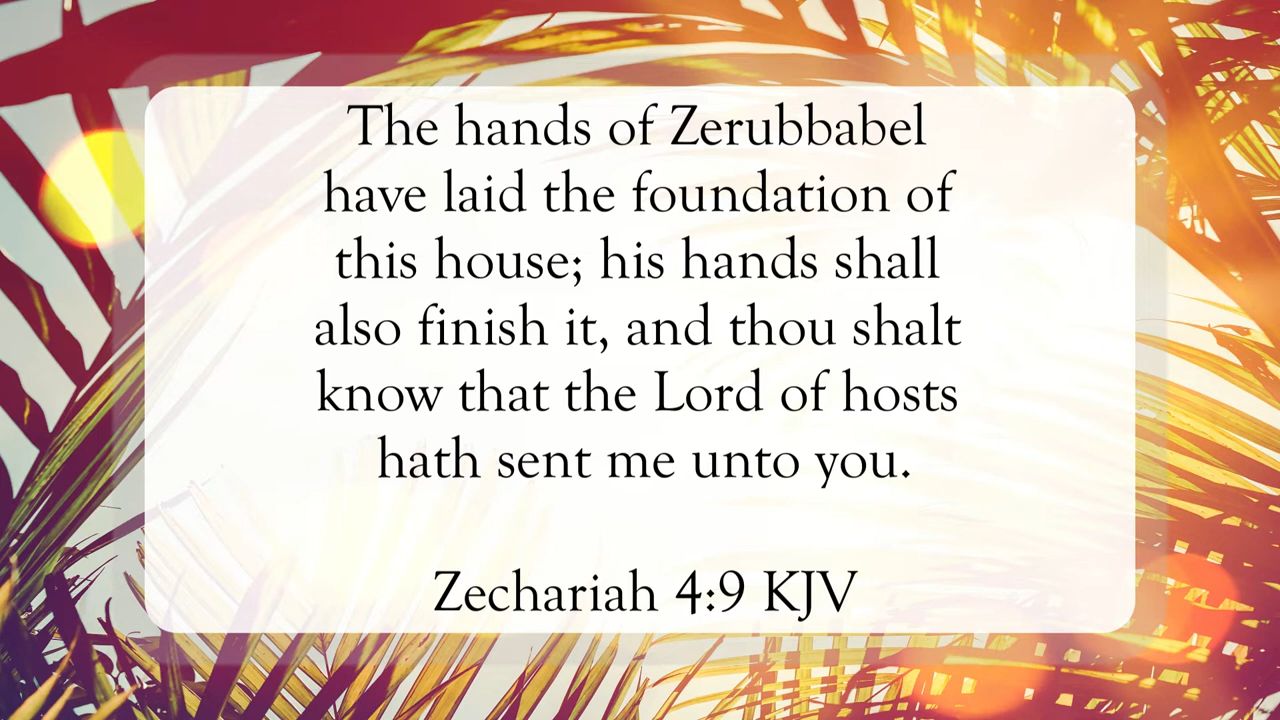 The hands of Zerubbabel
have laid the foundation of
this house; his hands shall
also finish it, and thou shalt
know that the Lord of hosts
hath sent me unto you.
Zechariah 4:9 KJV